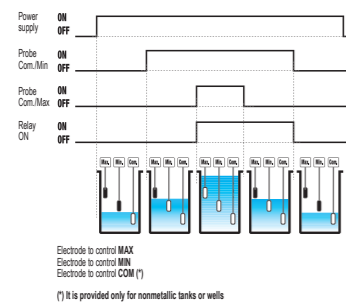 Power supply ON OFF
Probe Com./Min ON OFF
Probe Com./Max ON OFF
Relay ON ON OFF
Max. Min. Com. Max. Min. Com. Max. Min. Com. Max. Min. Com. Max. Min. Com.
Electrode to control MAX
Electrode to control MIN
Electrode to control COM (*)
(*) It is provided only for nonmetallic tanks or wells